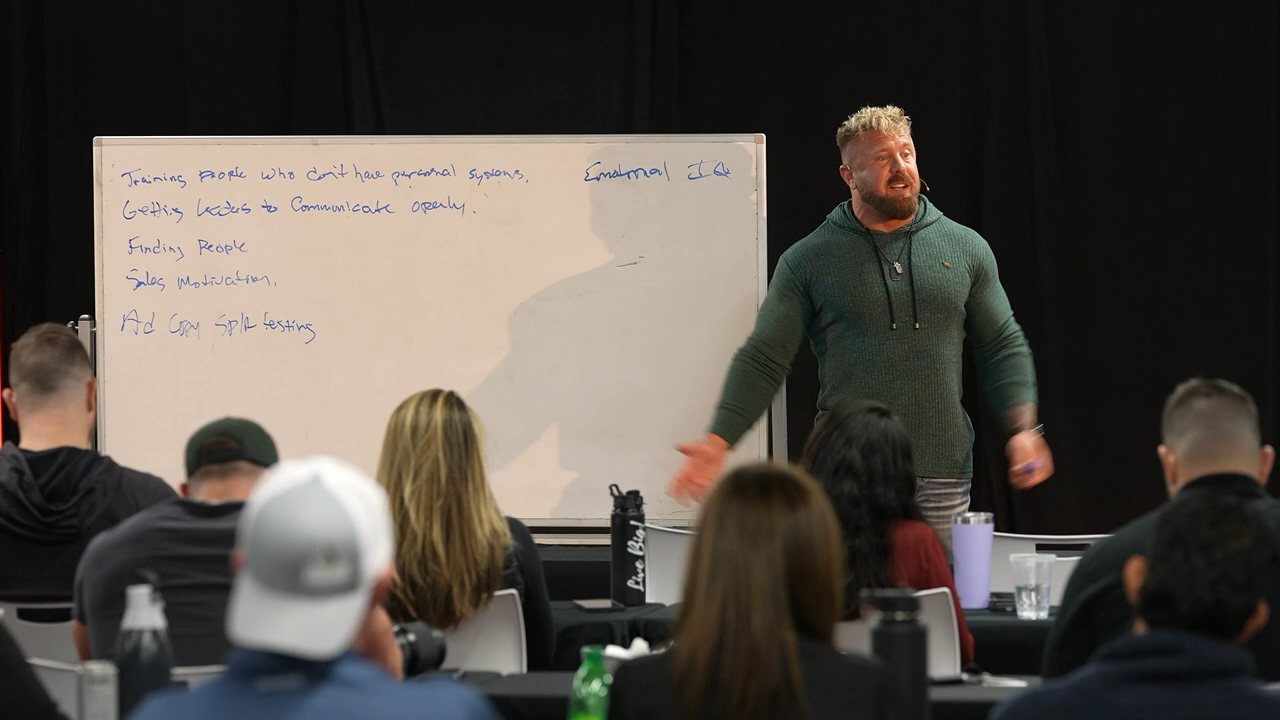 Training people who don't have personal systems.
Emotional IQ
Getting leaders to Communicate openly.
Finding People
Sales Motivation.
Ad Copy Split testing
Live Big!